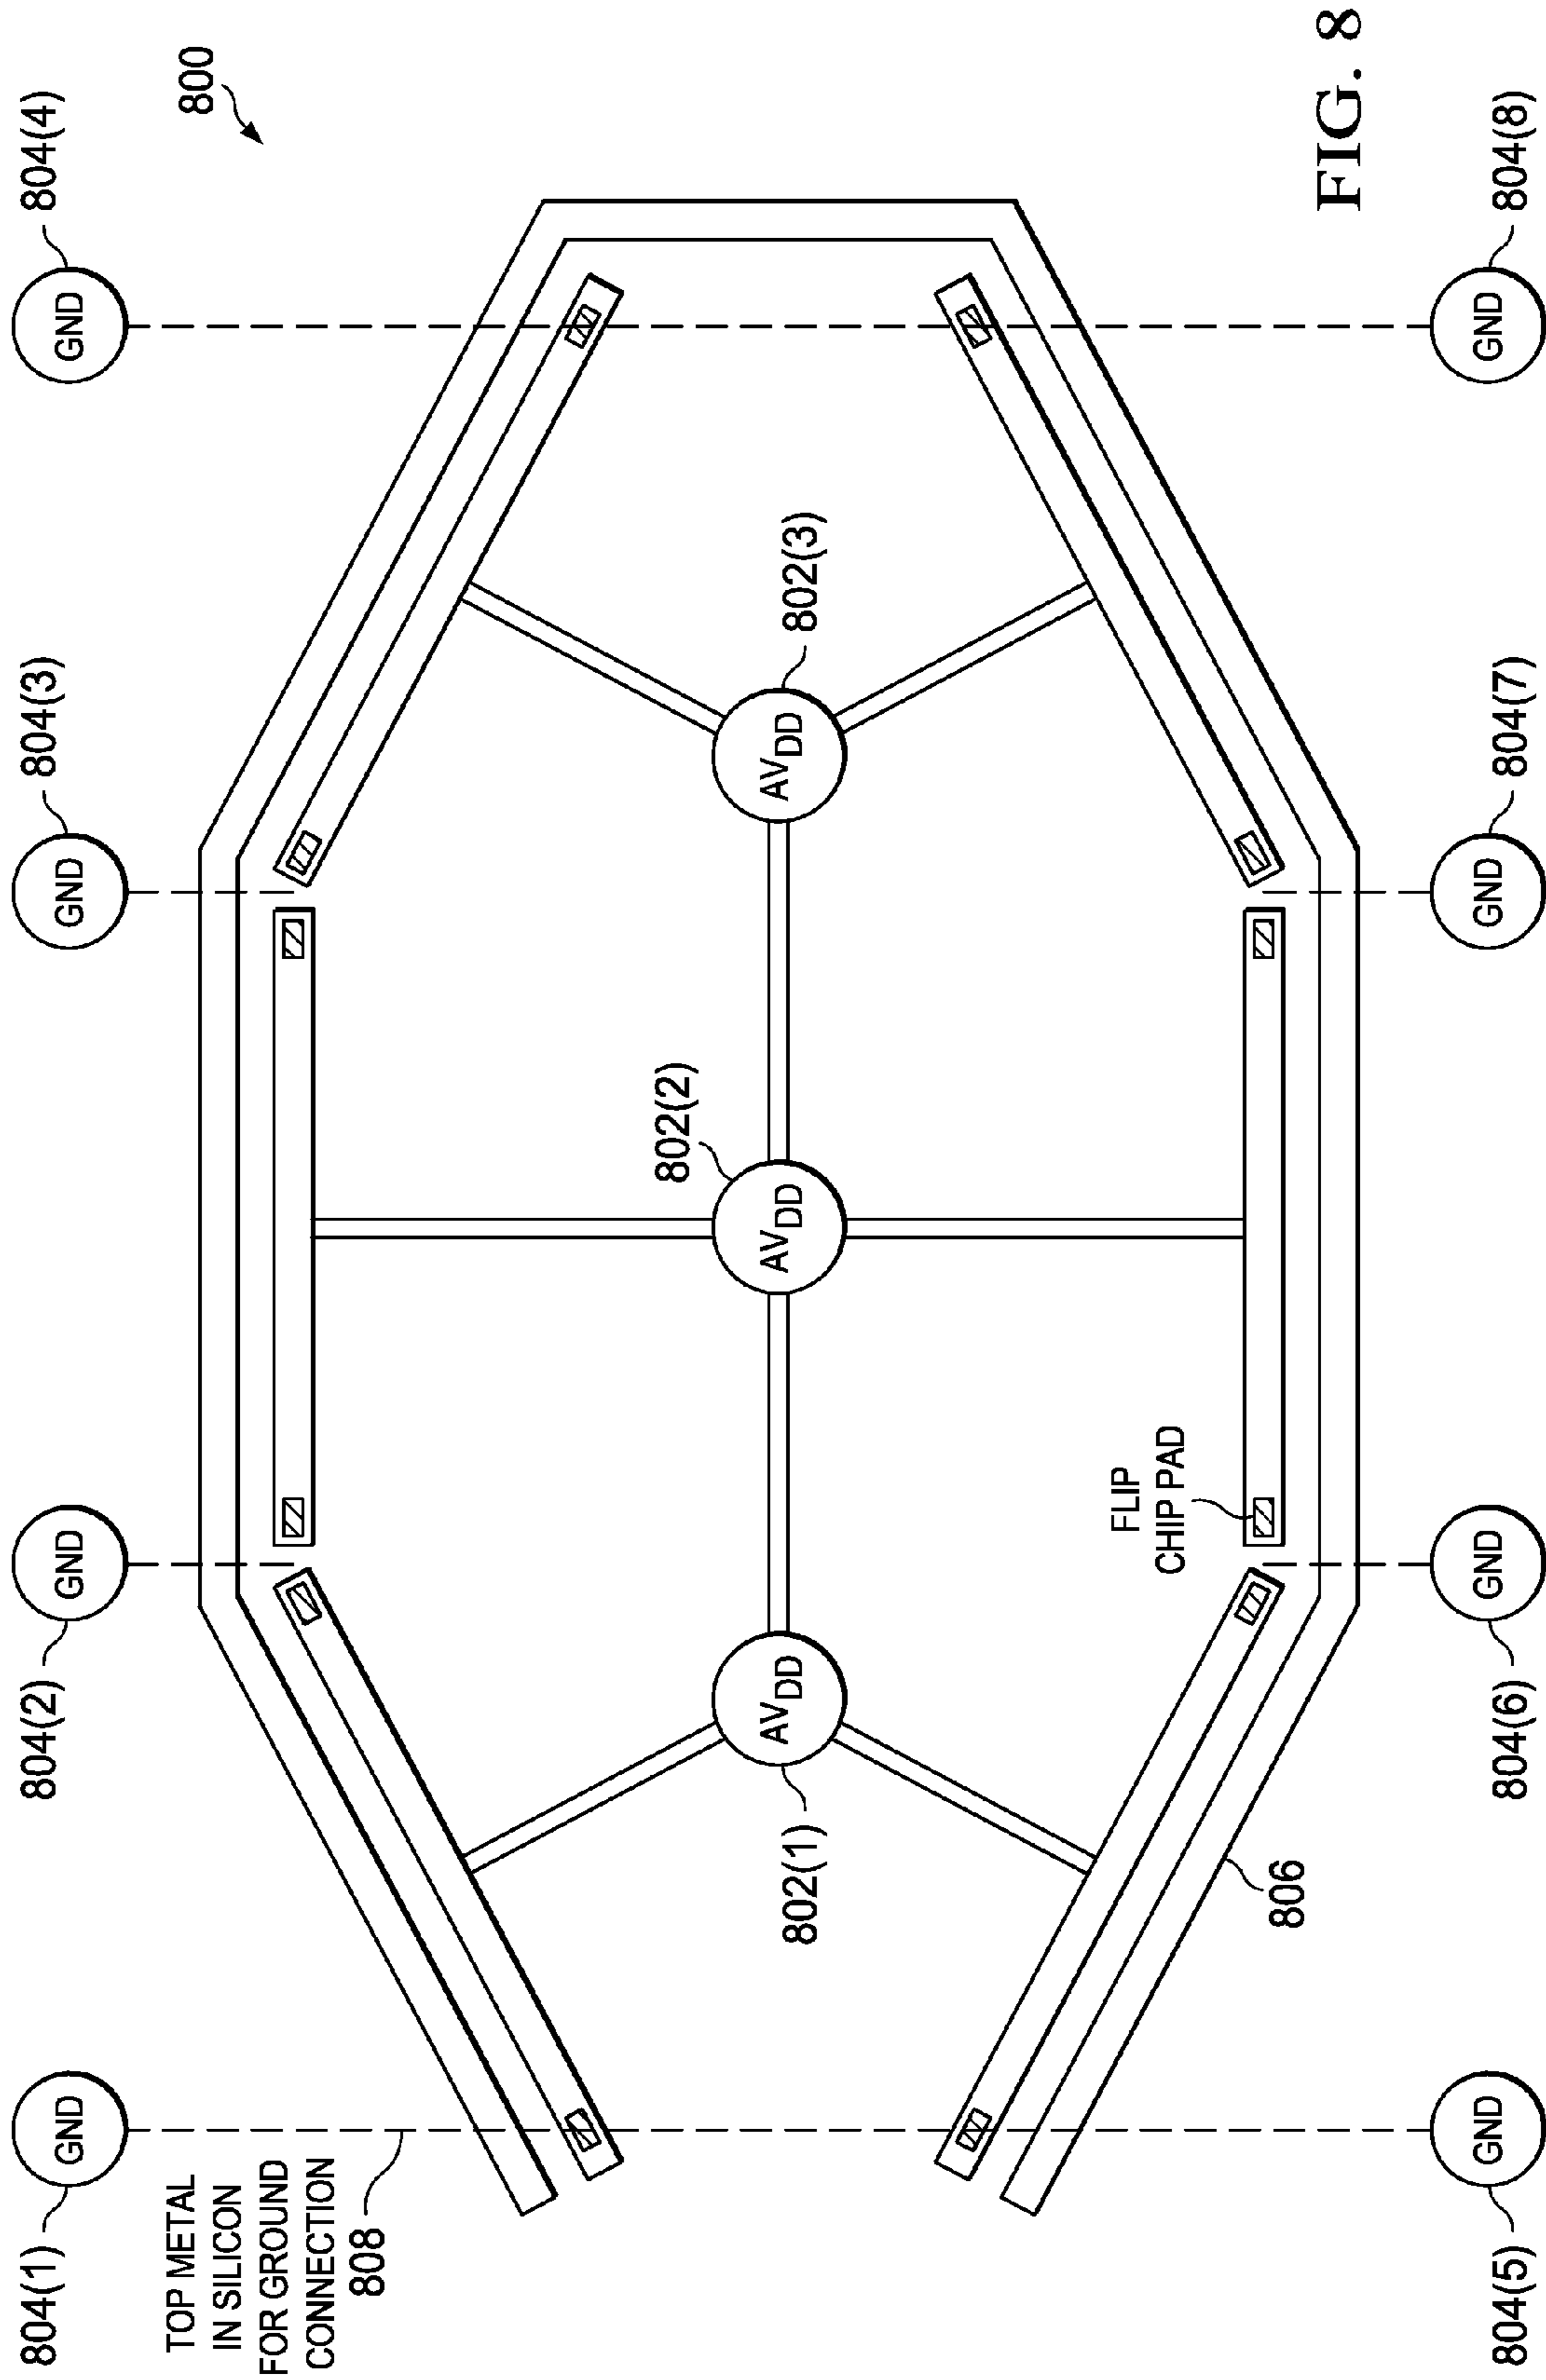 800
804(1)
804(2)
804(3)
804(4)
GND
GND
GND
GND
TOP METAL
IN SILICON
FOR GROUND
CONNECTION
808
802(1)
802(2)
802(3)
AVDD
AVDD
AVDD
FLIP
CHIP PAD
806
GND
GND
GND
GND
804(5)
804(6)
804(7)
804(8)
FIG. 8